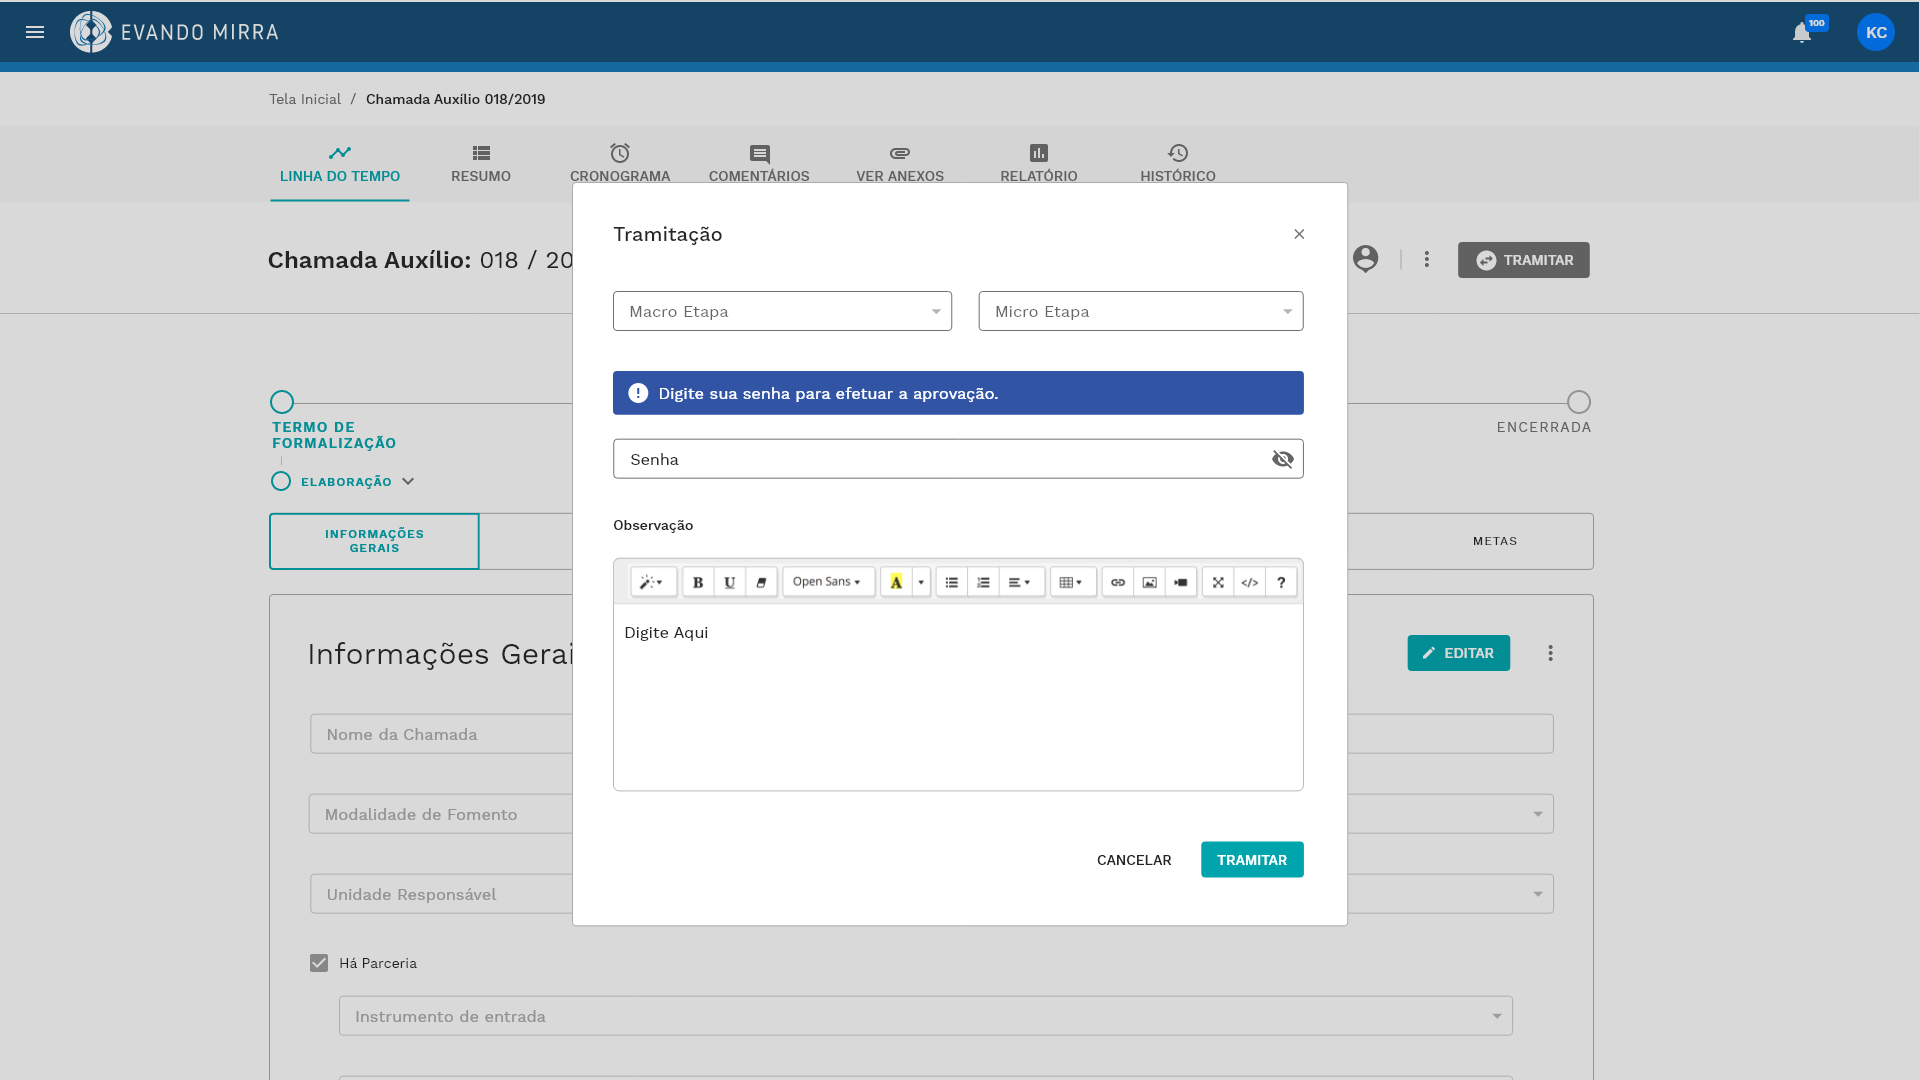 EVANDO MIRRA
100
KC
Tela Inicial / Chamada Auxílio 018/2019
LINHA DO TEMPO
RESUMO
CRONOGRAMA
COMENTÁRIOS
VER ANEXOS
RELATÓRIO
HISTÓRICO
Chamada Auxílio: 018 / 20
TRAMITAR
Tramitação
Macro Etapa
Micro Etapa
Digite sua senha para efetuar a aprovação.
Senha
Observação
B U Open Sans A </> ?
Digite Aqui
CANCELAR
TRAMITAR
TERMO DE
FORMALIZAÇÃO
ENCERRADA
ELABORAÇÃO
INFORMAÇÕES
GERAIS
METAS
Informações Gerai
EDITAR
Nome da Chamada
Modalidade de Fomento
Unidade Responsável
Há Parceria
Instrumento de entrada